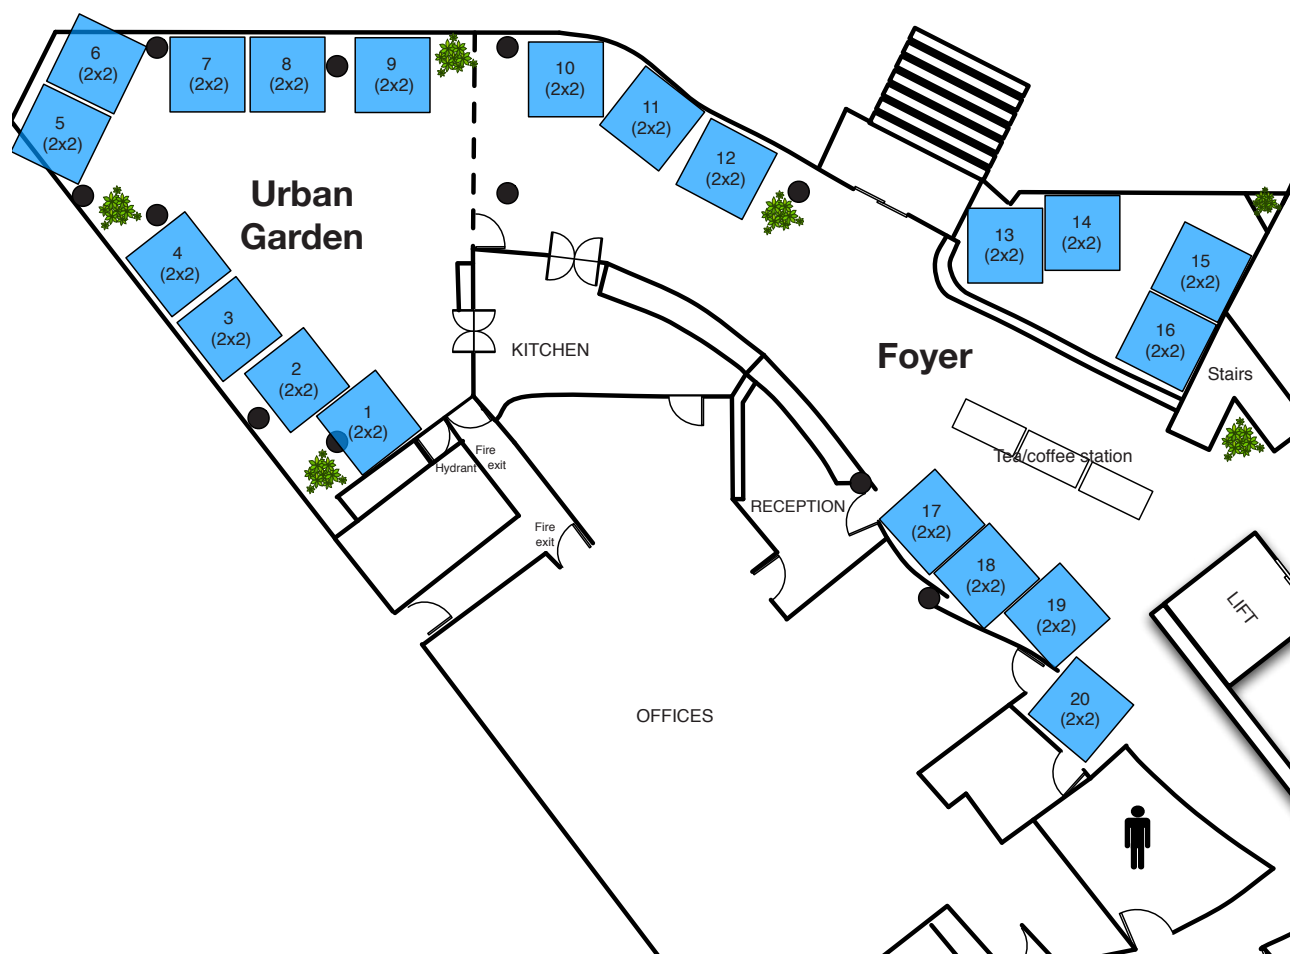 6
(2x2)
7
(2x2)
8
(2x2)
9
(2x2)
10
(2x2)
11
(2x2)
12
(2x2)
5
(2x2)
Urban
Garden
4
(2x2)
3
(2x2)
2
(2x2)
1
(2x2)
13
(2x2)
14
(2x2)
15
(2x2)
16
(2x2)
KITCHEN
Foyer
Stairs
Tea/coffee station
Hydrant
Fire
exit
Fire
exit
RECEPTION
17
(2x2)
18
(2x2)
19
(2x2)
20
(2x2)
LIFT
OFFICES